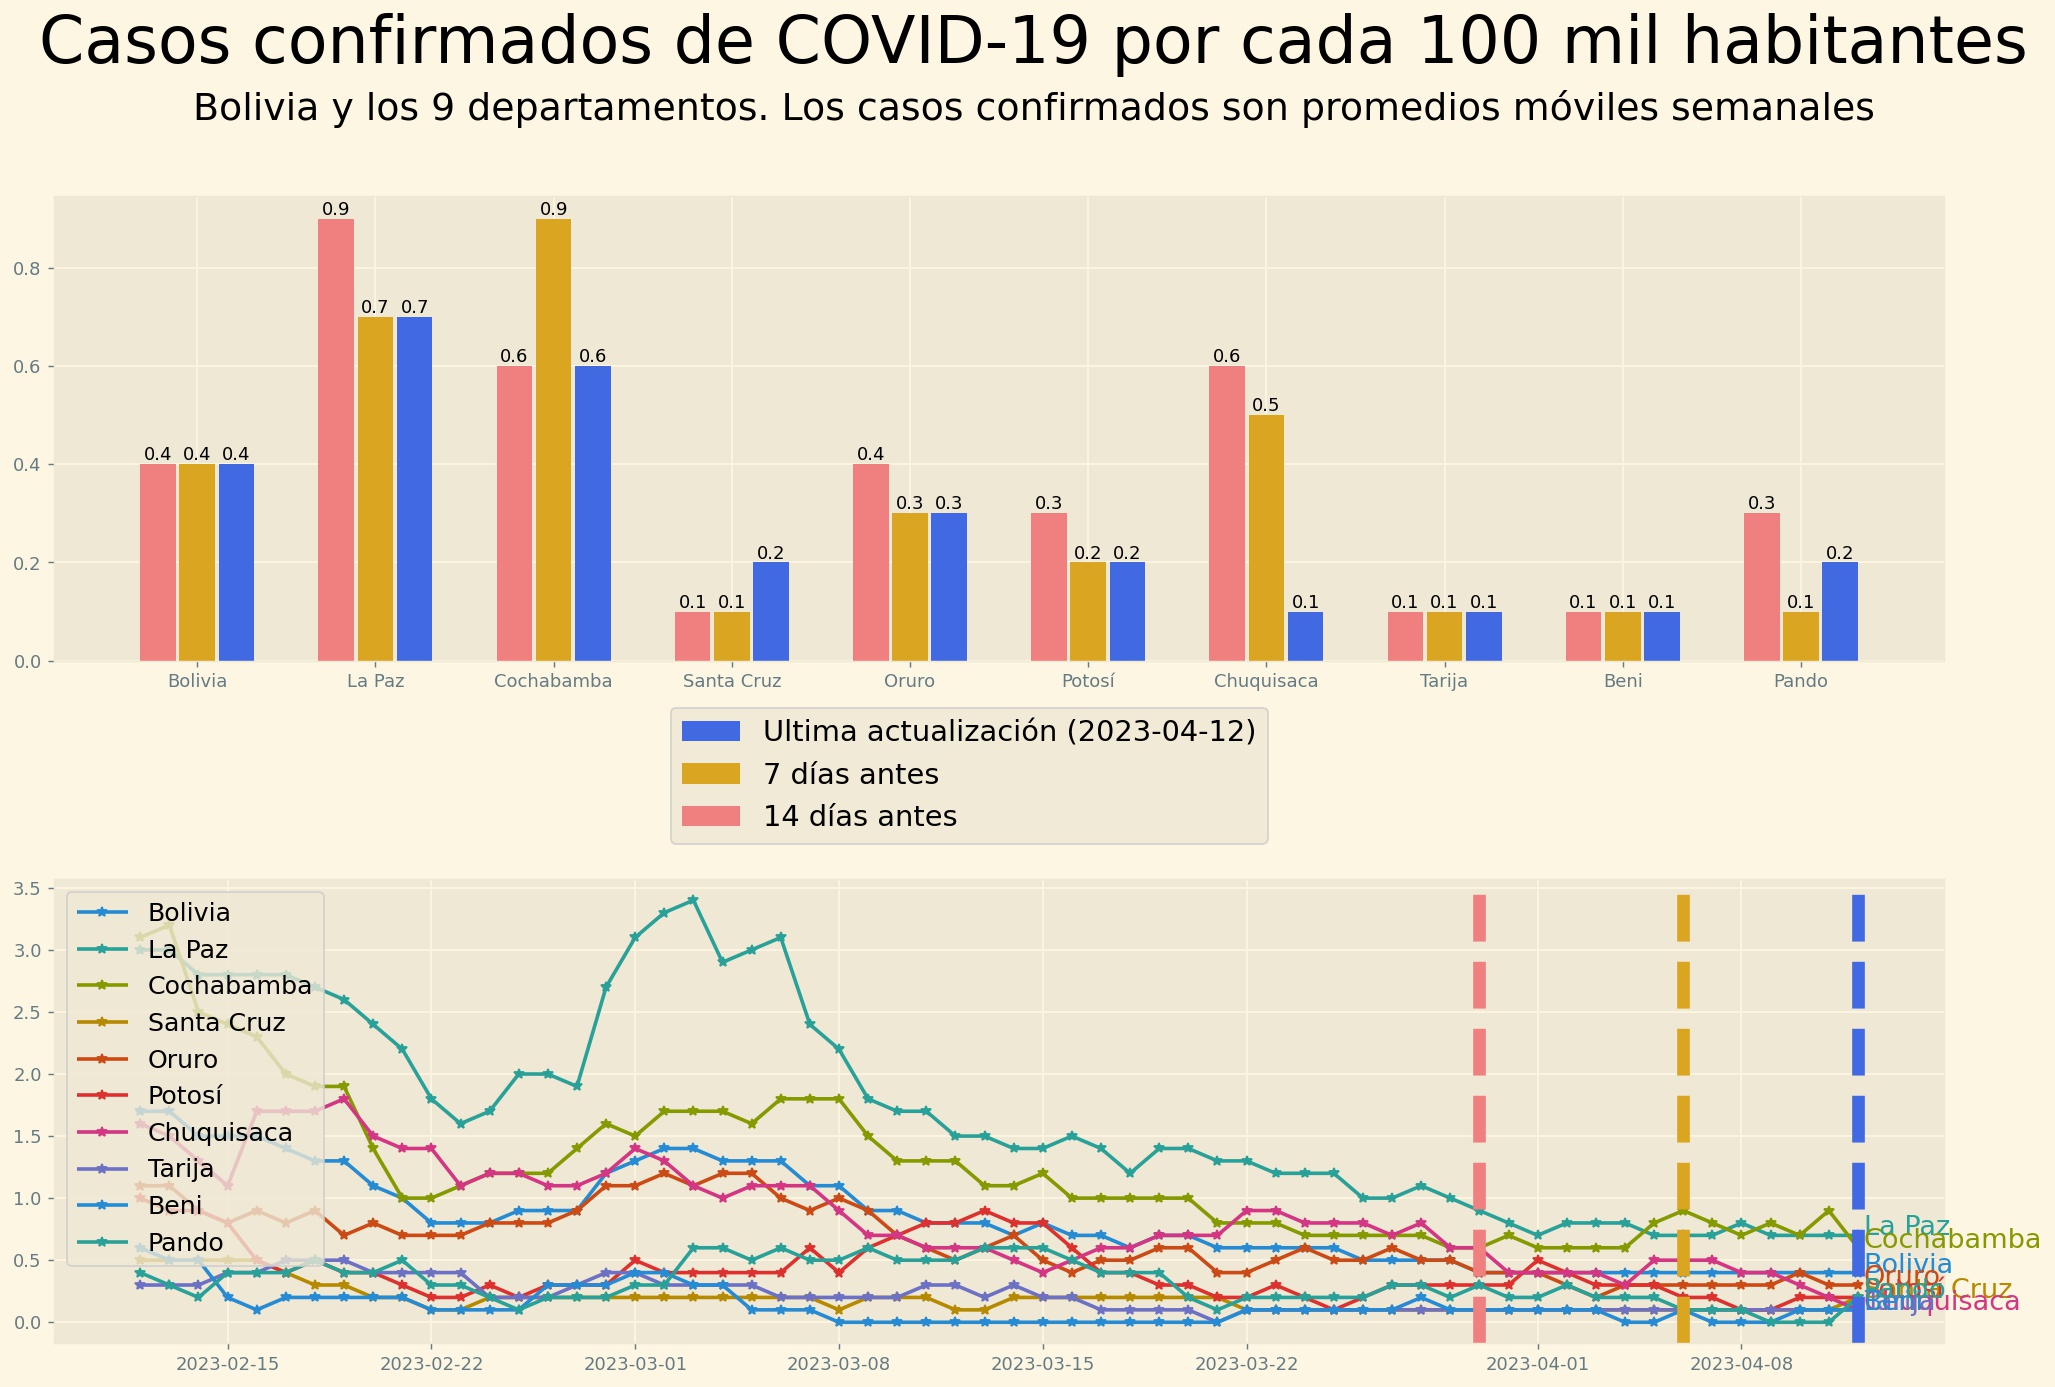 Casos confirmados de COVID-19 por cada 100 mil habitantes
Bolivia y los 9 departamentos. Los casos confirmados son promedios móviles semanales
0.8
0.6
0.4
0.2
0.0
0.4 0.4 0.4
0.9 0.7 0.7
0.6 0.9 0.6
0.1 0.1 0.2
0.4 0.3 0.3
0.3 0.2 0.2
0.6 0.5 0.1
0.1 0.1 0.1
0.1 0.1 0.1
0.3 0.1 0.2
Bolivia La Paz Cochabamba Santa Cruz Oruro Potosí Chuquisaca Tarija Beni Pando
Ultima actualización (2023-04-12)
7 días antes
14 días antes
3.5
3.0
2.5
2.0
1.5
1.0
0.5
0.0
Bolivia
La Paz
Cochabamba
Santa Cruz
Oruro
Potosí
Chuquisaca
Tarija
Beni
Pando
La Paz
Cochabamba
Bolivia
Oruro
Cruz
2023-02-15 2023-02-22 2023-03-01 2023-03-08 2023-03-15 2023-03-22 2023-04-01 2023-04-08